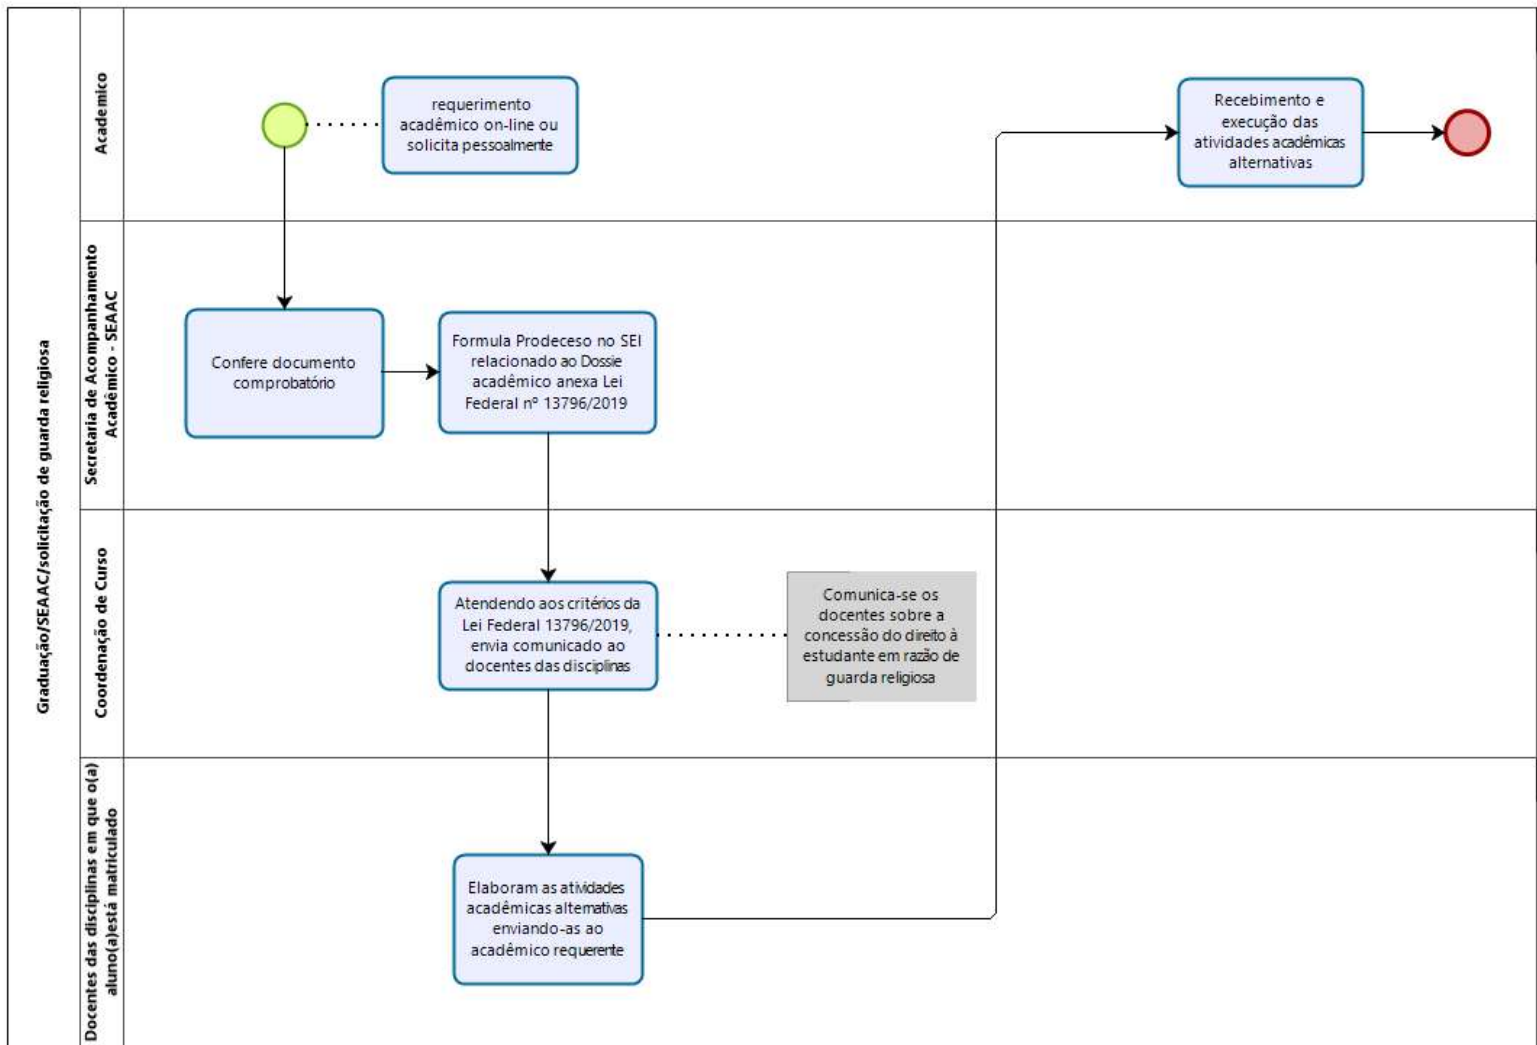 Graduação/SEAAC/solicitação de guarda religiosa
Academico
requerimento
acadêmico on-line ou
solicita pessoalmente
Recebimento e
execução das
atividades acadêmicas
alternativas
Secretaria de Acompanhamento
Acadêmico - SEAAC
Confere documento
comprobatório
Formula Prodeceso no SEI
relacionado ao Dossie
acadêmico anexa Lei
Federal nº 13796/2019
Coordenação de Curso
Atendendo aos critérios da
Lei Federal 13796/2019,
envia comunicado ao
docentes das disciplinas
Comunica-se os
docentes sobre a
concessão do direito à
estudante em razão de
guarda religiosa
Docentes das disciplinas em que o(a)
aluno(a)está matriculado
Elaboram as atividades
acadêmicas alternativas
enviando-as ao
acadêmico requerente